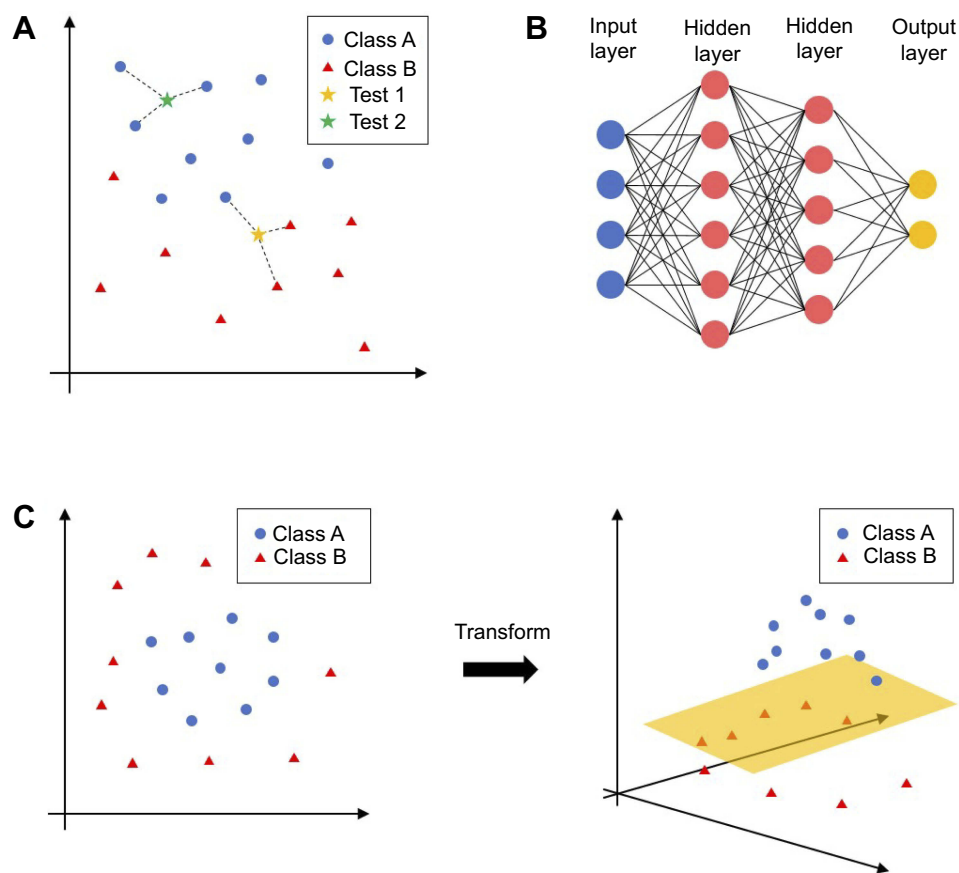 A
Class A
Class B
Test 1
Test 2
B
Input
layer
Hidden
layer
Hidden
layer
Output
layer
C
Class A
Class B
Transform
Class A
Class B